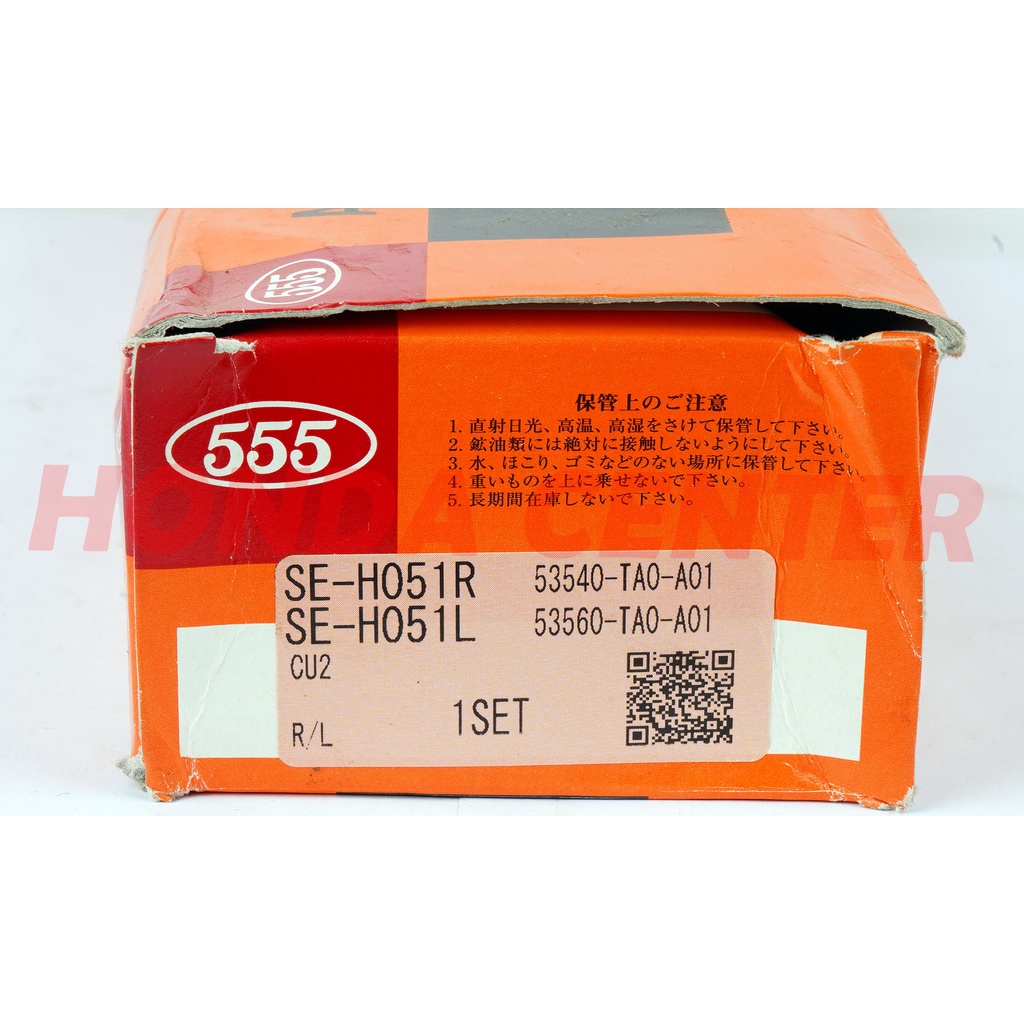 A
555
555
保管上のご注意
1. 直射日光、高温、高湿をさけて保管して下さい。
2. 鉱油類には絶対に接触しないようにして下さい。
3. 水、ほこり、ゴミなどのない場所に保管して下さい。
4. 重いものを上に乗せないで下さい。
5. 長期間在庫しないで下さい。
HONDA CENTER
SE-H051R 53540-TA0-A01
SE-H051L 53560-TA0-A01
CU2
R/L 1SET